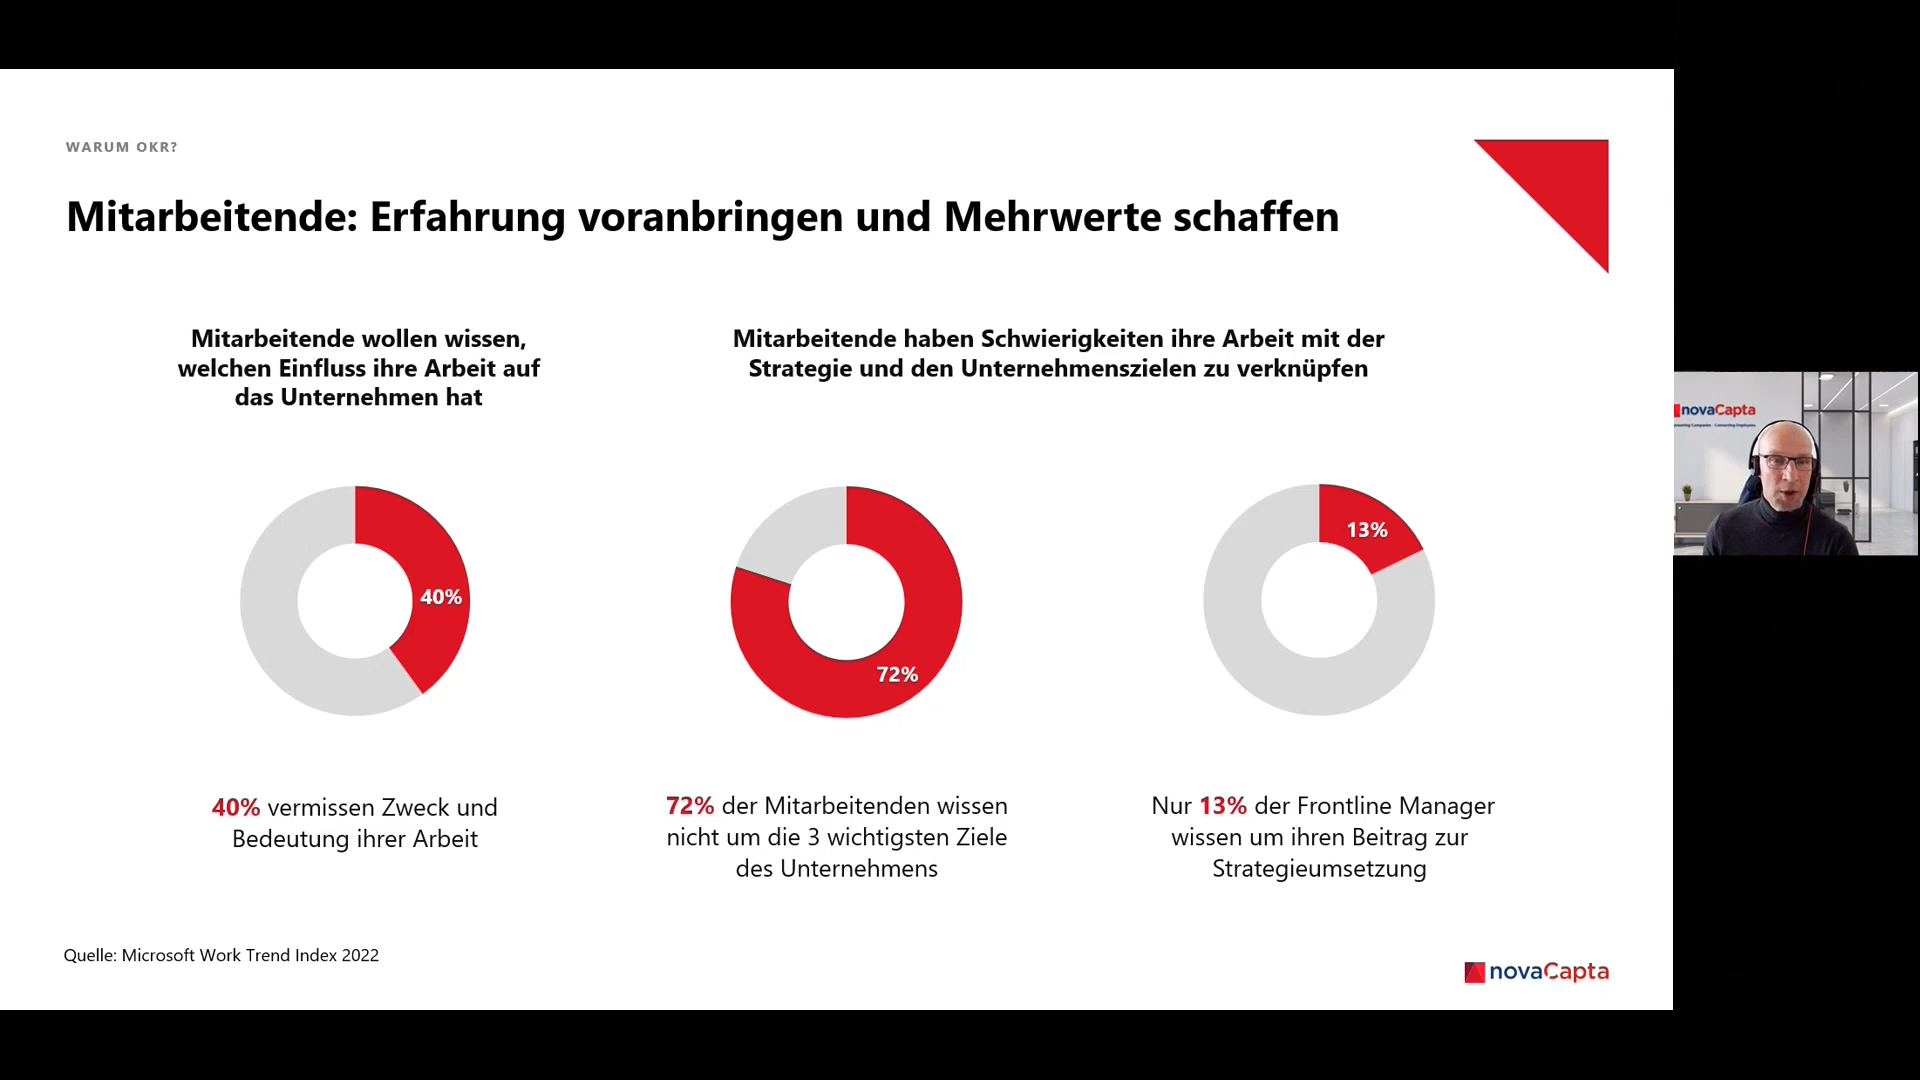 WARUM OKR?
Mitarbeitende: Erfahrung voranbringen und Mehrwerte schaffen
Mitarbeitende wollen wissen,
welchen Einfluss ihre Arbeit auf
das Unternehmen hat
Mitarbeitende haben Schwierigkeiten ihre Arbeit mit der
Strategie und den Unternehmenszielen zu verknüpfen
40%
72%
13%
40% vermissen Zweck und
Bedeutung ihrer Arbeit
72% der Mitarbeitenden wissen
nicht um die 3 wichtigsten Ziele
des Unternehmens
Nur 13% der Frontline Manager
wissen um ihren Beitrag zur
Strategieumsetzung
Quelle: Microsoft Work Trend Index 2022
novaCapta
novaCapta